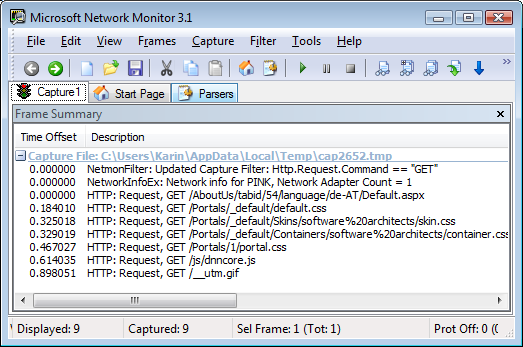 Microsoft Network Monitor 3.1
File Edit View Frames Capture Filter Tools Help
Capture1 Start Page Parsers
Frame Summary
Time Offset Description
Capture File: C:\Users\Karin\AppData\Local\Temp\cap2652.tmp
0.000000 NetmonFilter: Updated Capture Filter: Http.Request.Command == "GET"
0.000000 NetworkInfoEx: Network info for PINK, Network Adapter Count = 1
0.000000 HTTP: Request, GET /AboutUs/tabid/54/language/de-AT/Default.aspx
0.184010 HTTP: Request, GET /Portals/_default/default.css
0.325018 HTTP: Request, GET /Portals/_default/Skins/software%20architects/skin.css
0.329019 HTTP: Request, GET /Portals/_default/Containers/software%20architects/container.css
0.467027 HTTP: Request, GET /Portals/1/portal.css
0.614035 HTTP: Request, GET /js/dnncore.js
0.898051 HTTP: Request, GET /__utm.gif
Displayed: 9 Captured: 9 Sel Frame: 1 (Tot: 1) Prot Off: 0 (0